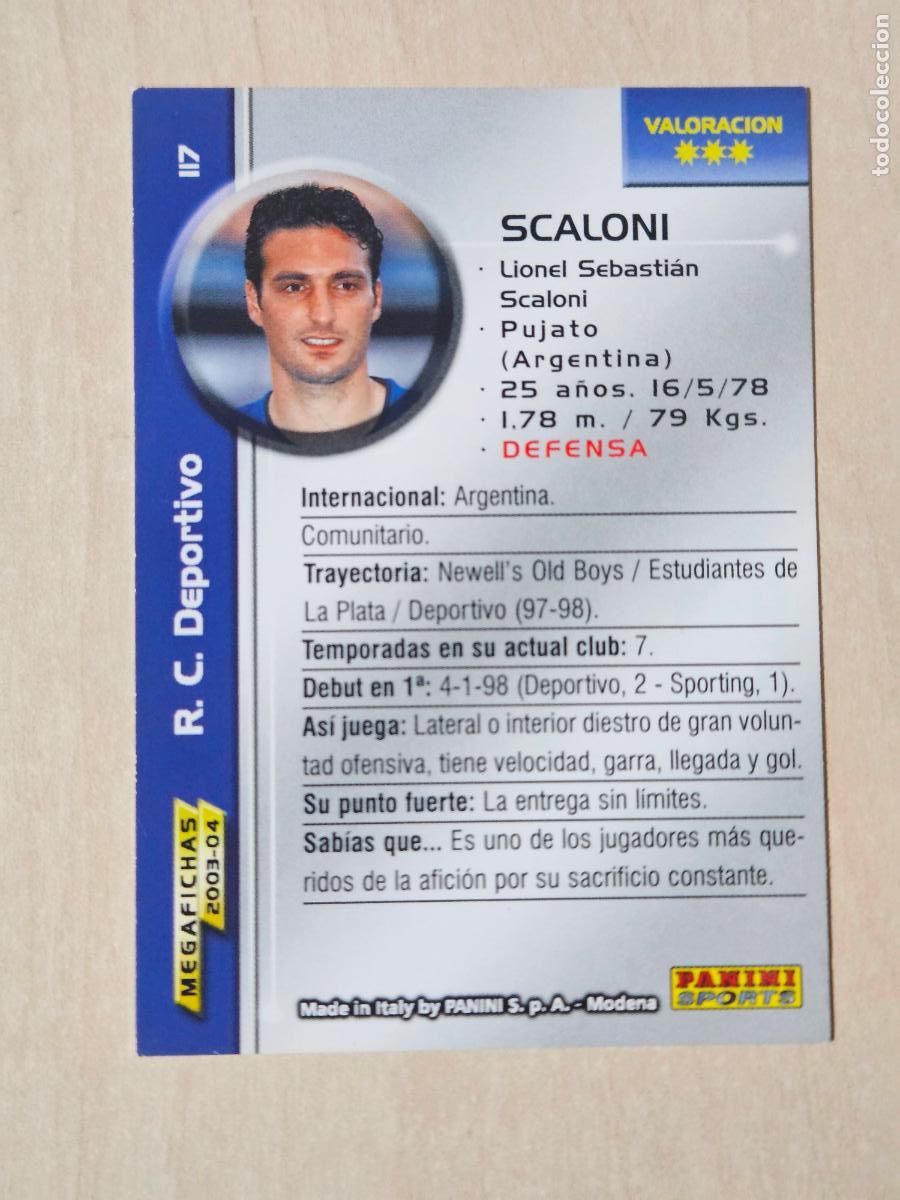 VALORACION
117
SCALONI
· Lionel Sebastián
Scaloni
· Pujato
(Argentina)
· 25 años. 16/5/78
· 1,78 m. / 79 Kgs.
· DEFENSA
Internacional: Argentina.
Comunitario.
Trayectoria: Newell's Old Boys / Estudiantes de
La Plata / Deportivo (97-98).
Temporadas en su actual club: 7.
Debut en 1ª: 4-1-98 (Deportivo, 2 - Sporting, 1).
Así juega: Lateral o interior diestro de gran volun-
tad ofensiva, tiene velocidad, garra, llegada y gol.
Su punto fuerte: La entrega sin límites.
Sabías que... Es uno de los jugadores más que-
ridos de la afición por su sacrificio constante.
R. C. Deportivo
MEGAFICHAS
2003-04
Made in Italy by PANINI S. p. A. - Modena
PANINI
SPORTS
todocoleccion